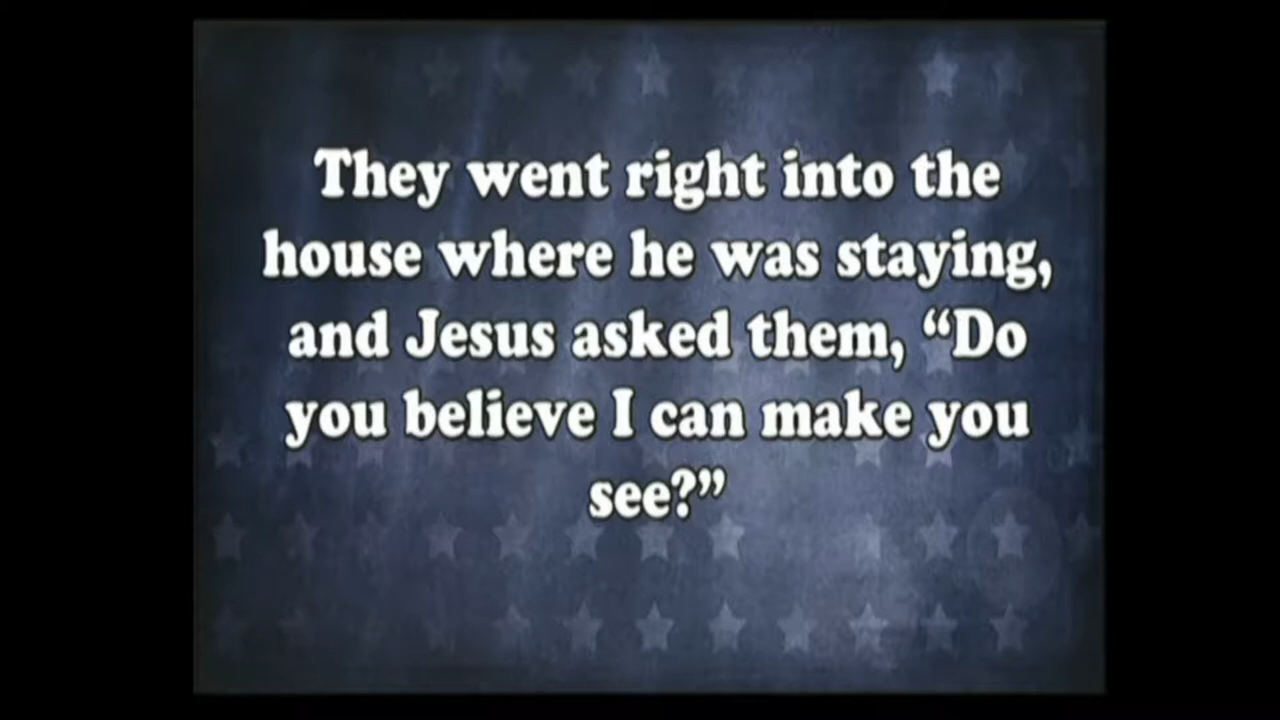 They went right into the
house where he was staying,
and Jesus asked them, “Do
you believe I can make you
see?”